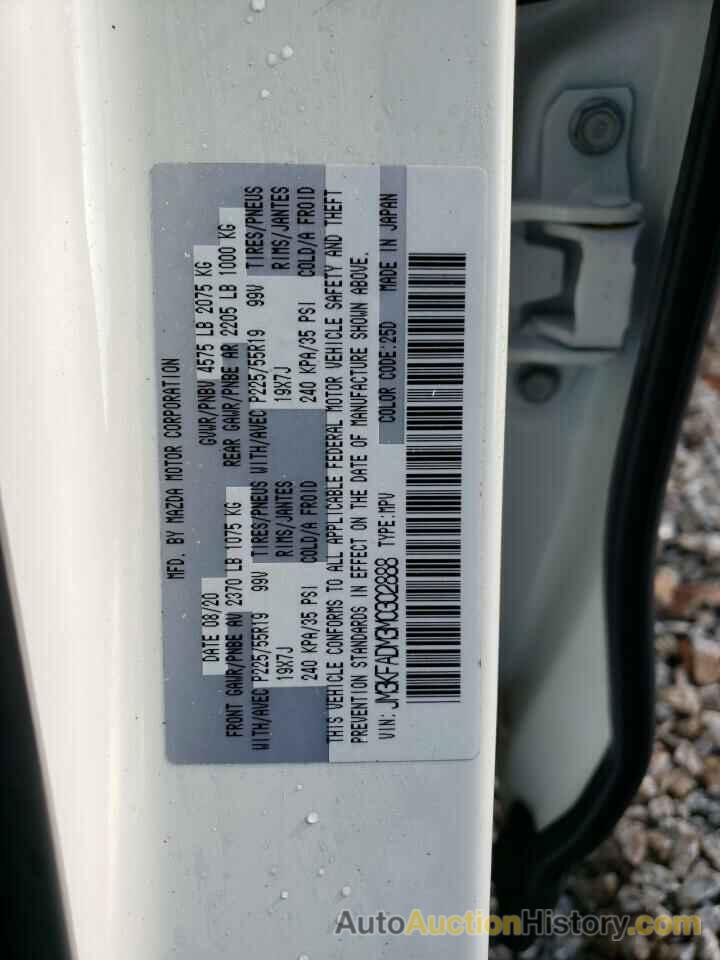 MFD. BY MAZDA MOTOR CORPORATION
DATE 08/20 GVWR/PNBV 4575 LB 2075 KG
FRONT GAWR/PNBE AV 2370 LB 1075 KG REAR GAWR/PNBE AR 2205 LB 1000 KG
WITH/AVEC P225/55R19 99V TIRES/PNEUS WITH/AVEC P225/55R19 99V TIRES/PNEUS
19X7J RIMS/JANTES 19X7J RIMS/JANTES
240 KPA/35 PSI COLD/A FROID 240 KPA/35 PSI COLD/A FROID
THIS VEHICLE CONFORMS TO ALL APPLICABLE FEDERAL MOTOR VEHICLE SAFETY AND THEFT
PREVENTION STANDARDS IN EFFECT ON THE DATE OF MANUFACTURE SHOWN ABOVE.
VIN: JM3KFADM3M0302888 TYPE:MPV COLOR CODE:25D MADE IN JAPAN
AutoAuctionHistory.com